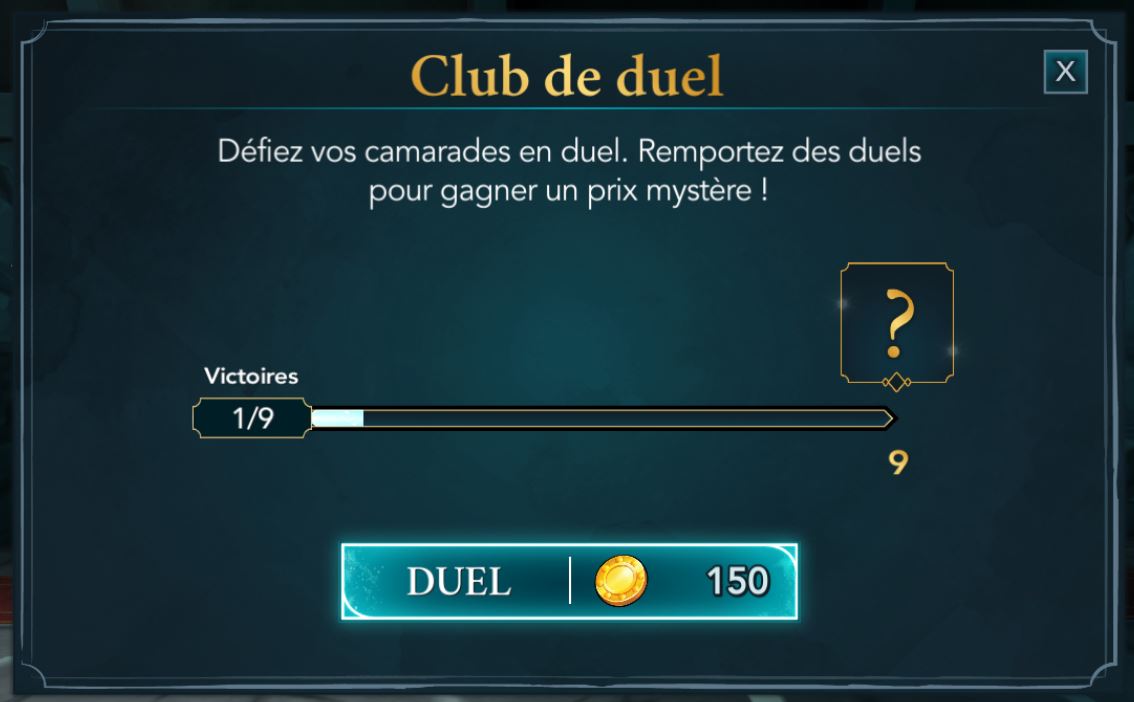 Club de duel
X
Défiez vos camarades en duel. Remportez des duels
pour gagner un prix mystère !
?
Victoires
1/9
9
DUEL 150